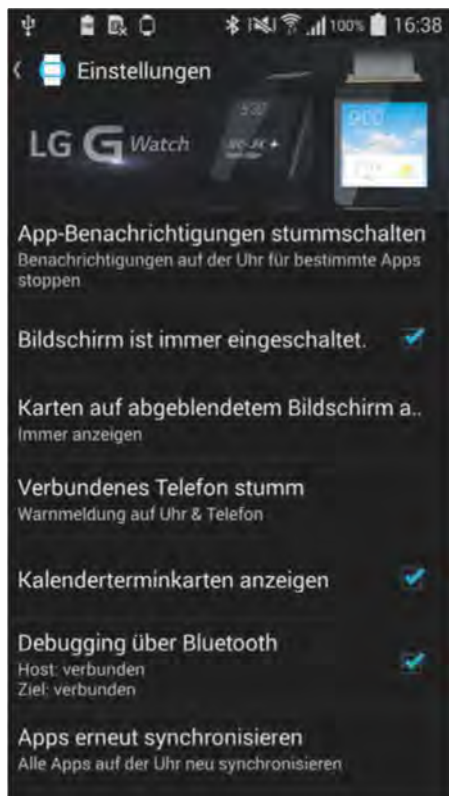 100% 16:38
Einstellungen
LG G Watch
App-Benachrichtigungen stummschalten
Benachrichtigungen auf der Uhr für bestimmte Apps
stoppen
Bildschirm ist immer eingeschaltet.
Karten auf abgeblendetem Bildschirm a..
Immer anzeigen
Verbundenes Telefon stumm
Warnmeldung auf Uhr & Telefon
Kalenderterminkarten anzeigen
Debugging über Bluetooth
Host: verbunden
Ziel: verbunden
Apps erneut synchronisieren
Alle Apps auf der Uhr neu synchronisieren